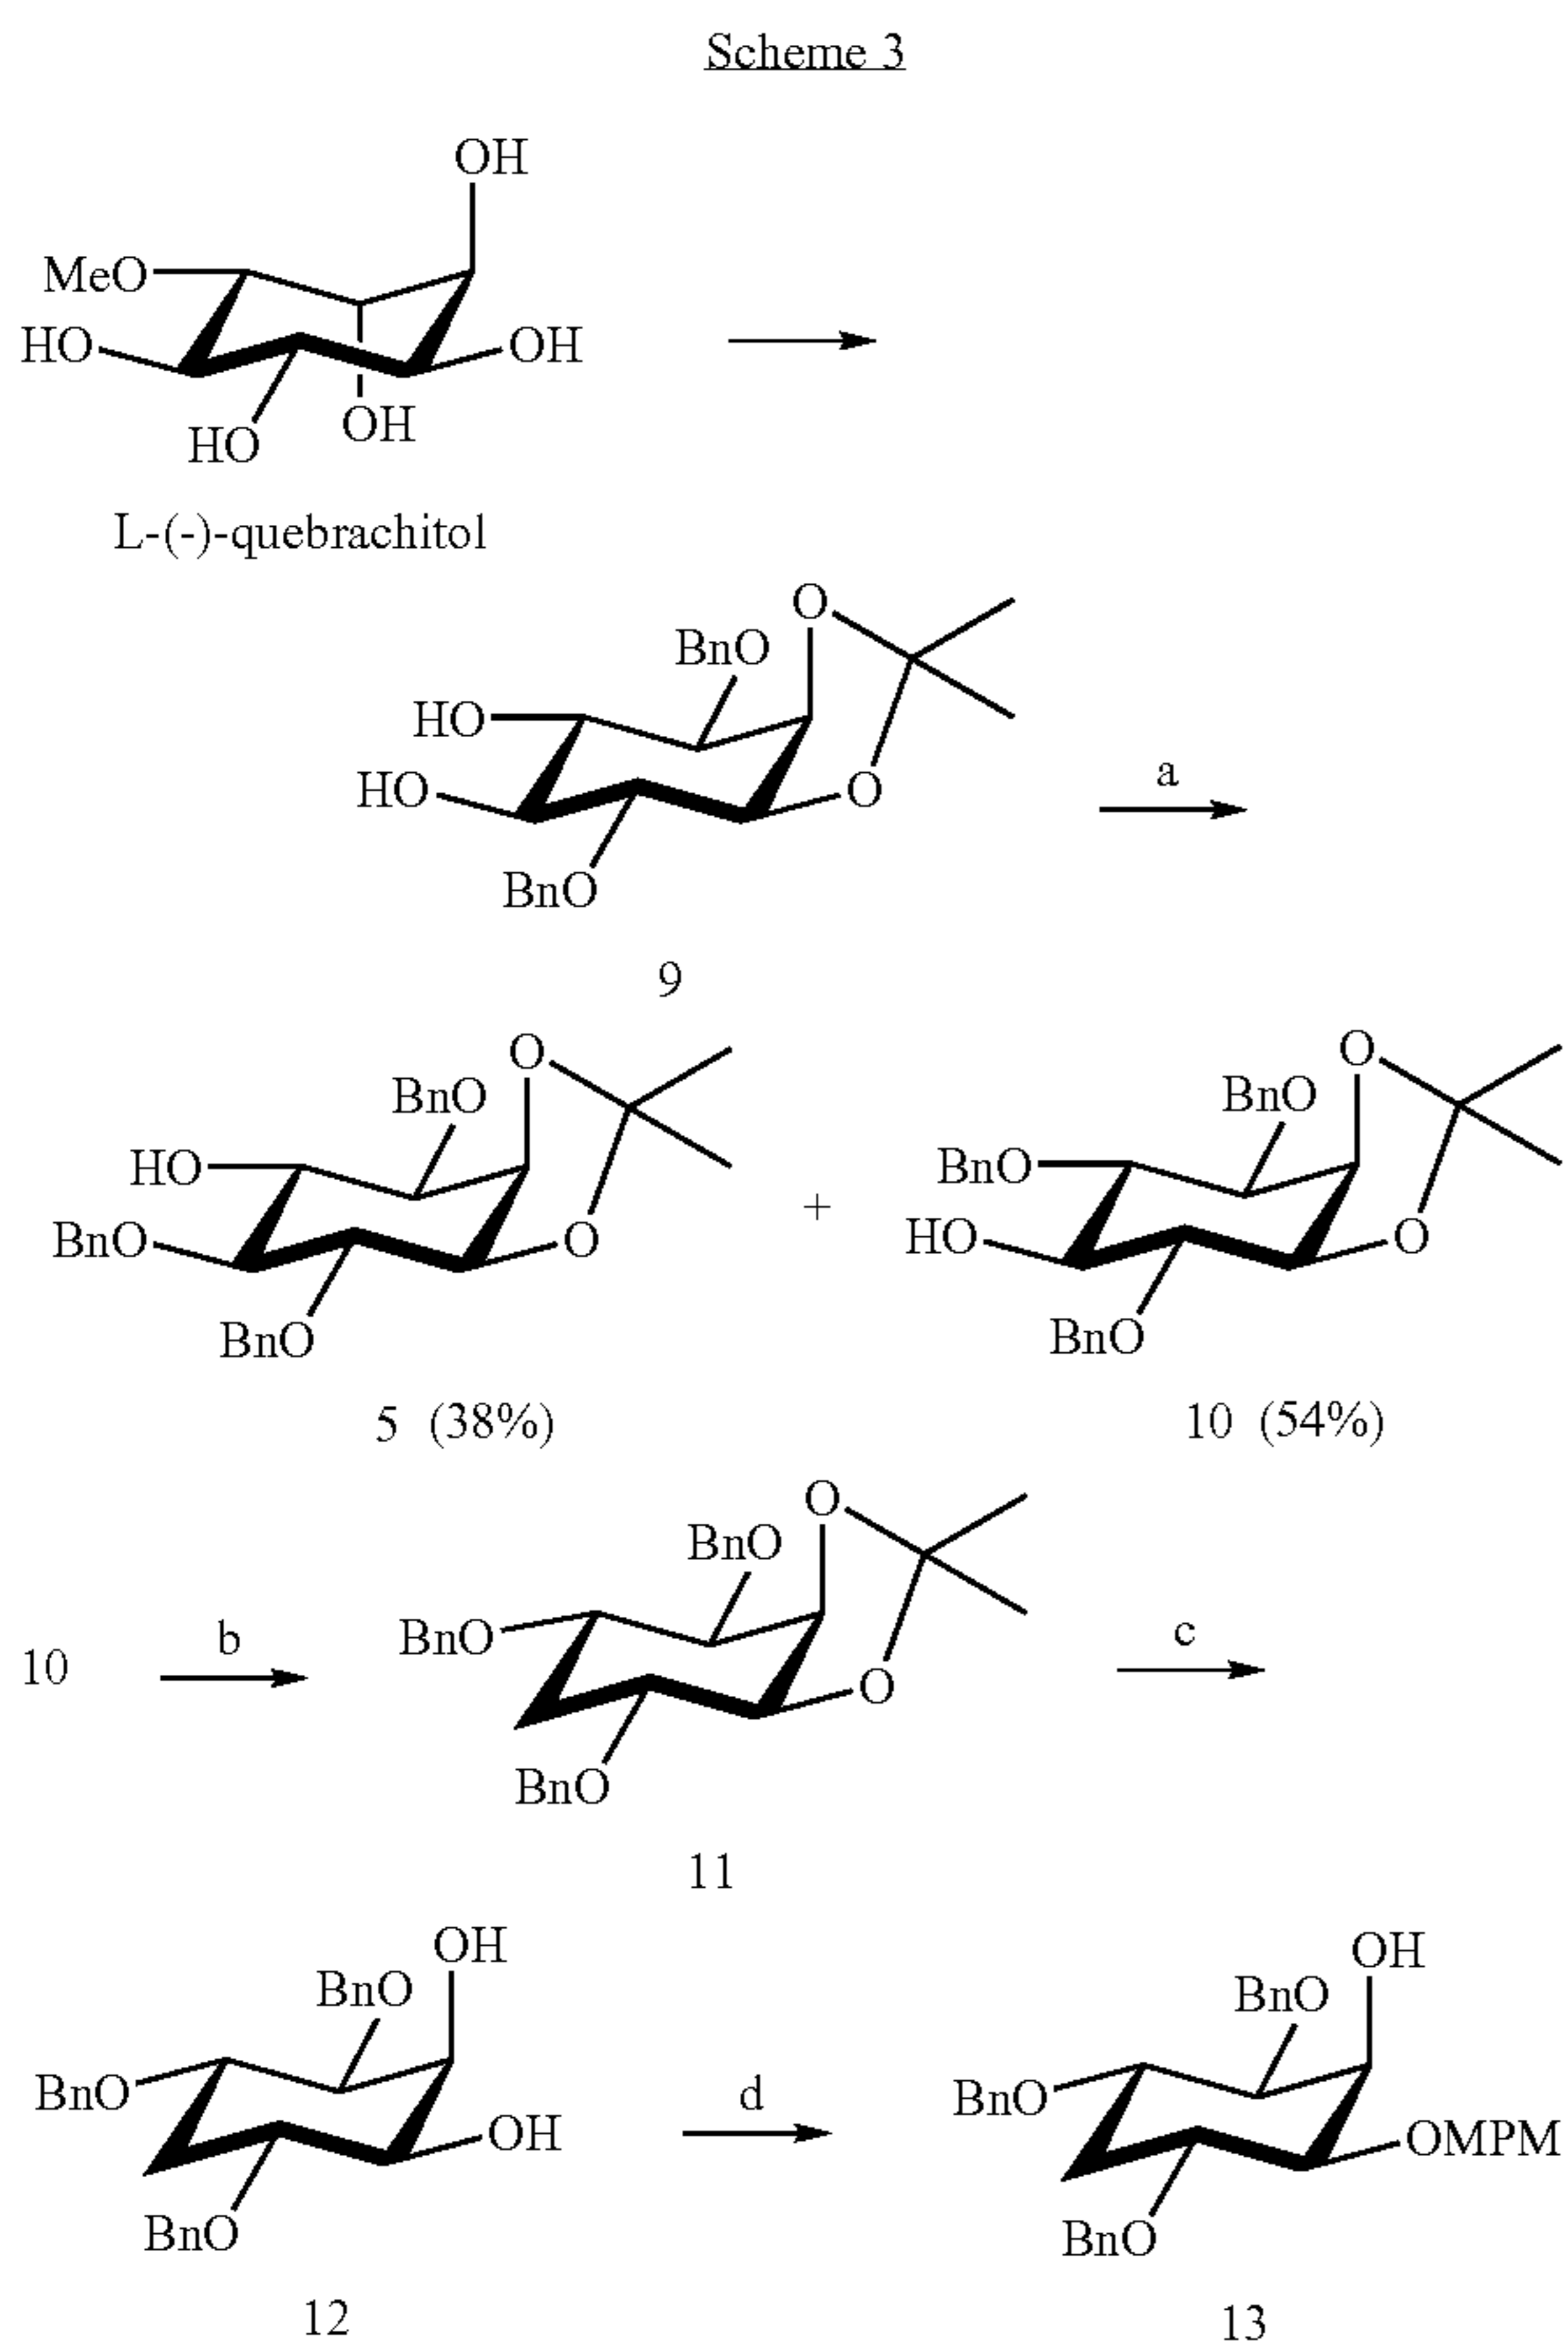 Scheme 3
OH
MeO
HO
OH
OH
HO
L-(-)-quebrachitol
O
BnO
HO
HO
O
a
BnO
9
O
BnO
HO
BnO
O
BnO
5 (38%)
+
O
BnO
BnO
HO
O
BnO
10 (54%)
10
b
O
BnO
BnO
O
BnO
11
c
OH
BnO
BnO
OH
BnO
12
d
OH
BnO
BnO
OMPM
BnO
13